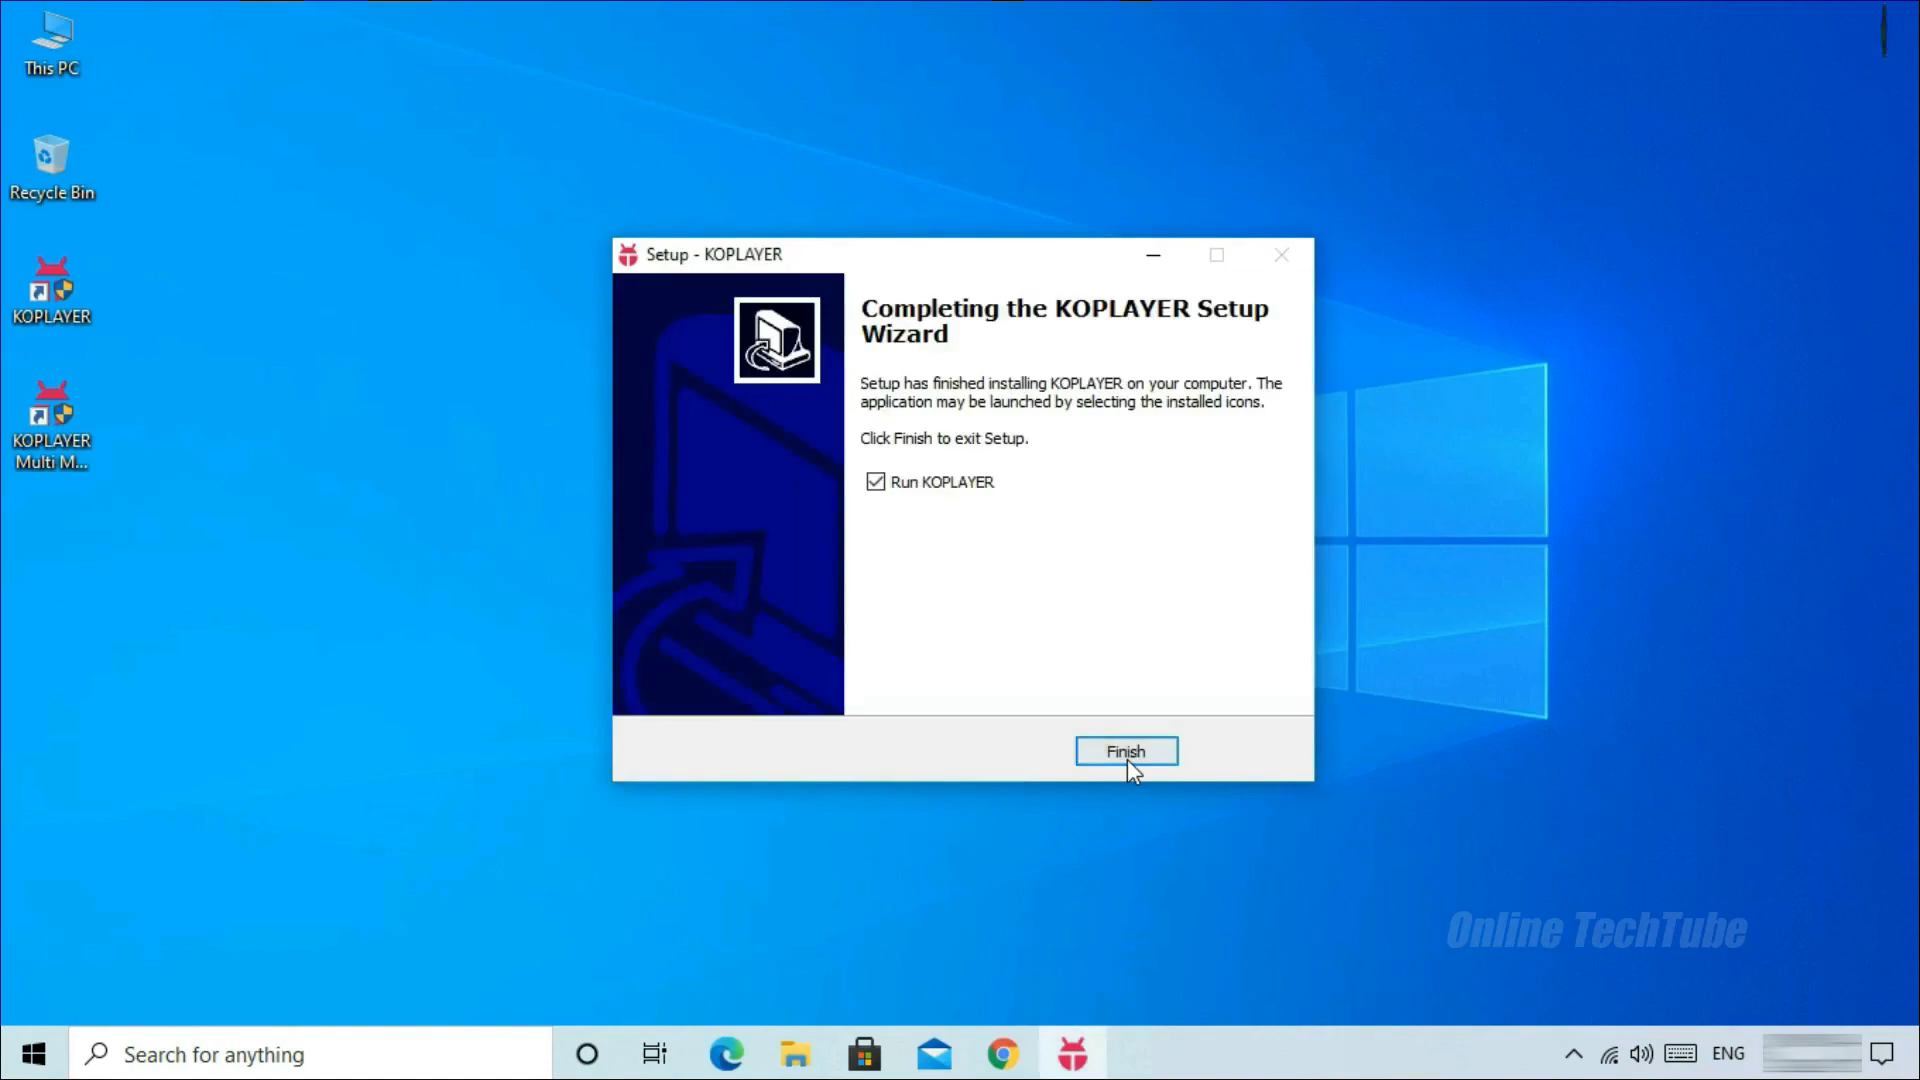 This PC
Recycle Bin
KOPLAYER
KOPLAYER
Multi M...
Setup - KOPLAYER
Completing the KOPLAYER Setup
Wizard
Setup has finished installing KOPLAYER on your computer. The
application may be launched by selecting the installed icons.
Click Finish to exit Setup.
Run KOPLAYER
Finish
Online TechTube
Search for anything
ENG